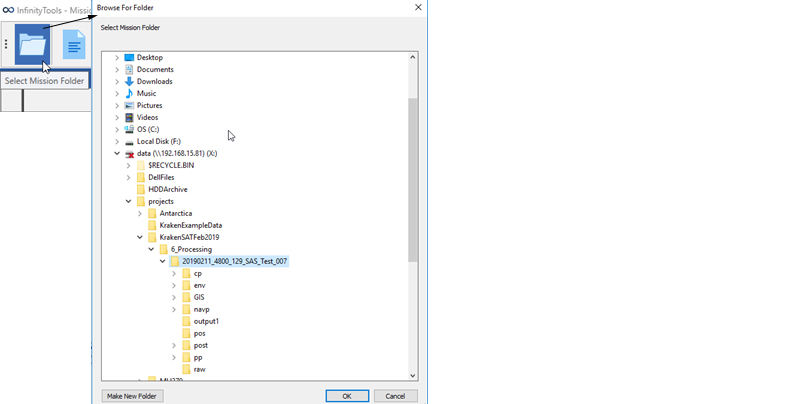 InfinityTools - Missio
Browse For Folder
Select Mission Folder
Select Mission Folder
Desktop
Documents
Downloads
Music
Pictures
Videos
OS (C:)
Local Disk (F:)
data (\\192.168.15.81) (X:)
$RECYCLE.BIN
DellFiles
HDDArchive
projects
Antarctica
KrakenExampleData
KrakenSATFeb2019
6_Processing
20190211_4800_129_SAS_Test_007
cp
env
GIS
navp
output1
pos
post
pp
raw
Make New Folder
OK
Cancel